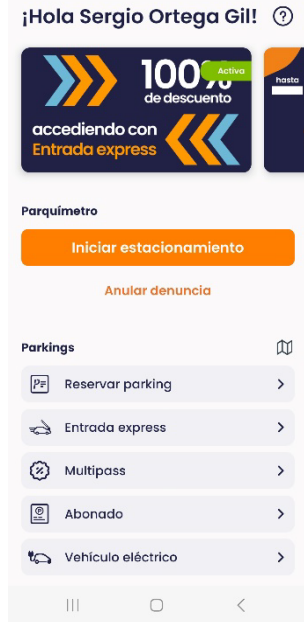 ¡Hola Sergio Ortega Gil!
100%
Activa
de descuento
accediendo con
Entrada express
hasta
Parquímetro
Iniciar estacionamiento
Anular denuncia
Parkings
Reservar parking
Entrada express
Multipass
Abonado
Vehículo eléctrico